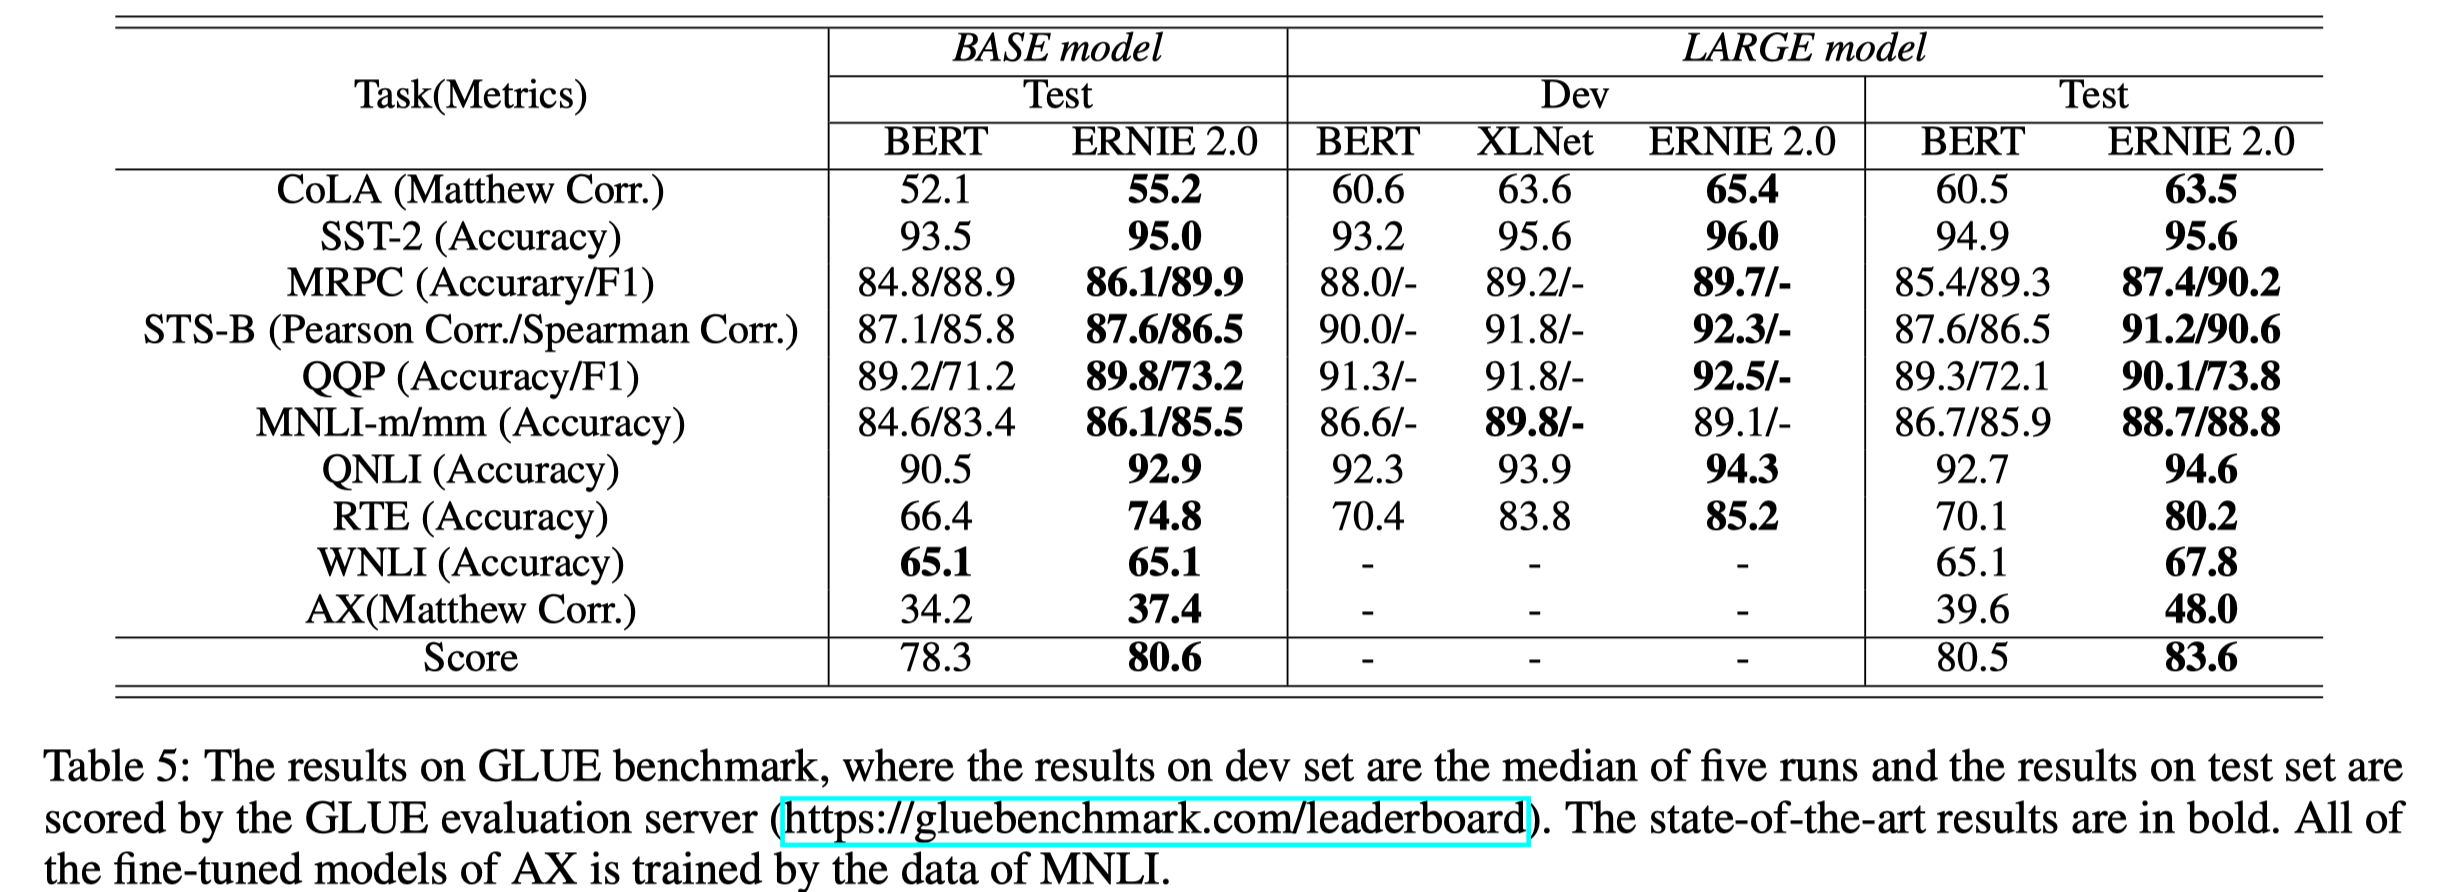 BASE model LARGE model
Task(Metrics) Test Dev Test
BERT ERNIE 2.0 BERT XLNet ERNIE 2.0 BERT ERNIE 2.0
CoLA (Matthew Corr.) 52.1 55.2 60.6 63.6 65.4 60.5 63.5
SST-2 (Accuracy) 93.5 95.0 93.2 95.6 96.0 94.9 95.6
MRPC (Accurary/F1) 84.8/88.9 86.1/89.9 88.0/- 89.2/- 89.7/- 85.4/89.3 87.4/90.2
STS-B (Pearson Corr./Spearman Corr.) 87.1/85.8 87.6/86.5 90.0/- 91.8/- 92.3/- 87.6/86.5 91.2/90.6
QQP (Accuracy/F1) 89.2/71.2 89.8/73.2 91.3/- 91.8/- 92.5/- 89.3/72.1 90.1/73.8
MNLI-m/mm (Accuracy) 84.6/83.4 86.1/85.5 86.6/- 89.8/- 89.1/- 86.7/85.9 88.7/88.8
QNLI (Accuracy) 90.5 92.9 92.3 93.9 94.3 92.7 94.6
RTE (Accuracy) 66.4 74.8 70.4 83.8 85.2 70.1 80.2
WNLI (Accuracy) 65.1 65.1 - - - 65.1 67.8
AX(Matthew Corr.) 34.2 37.4 - - - 39.6 48.0
Score 78.3 80.6 - - - 80.5 83.6
Table 5: The results on GLUE benchmark, where the results on dev set are the median of five runs and the results on test set are
scored by the GLUE evaluation server (https://gluebenchmark.com/leaderboard). The state-of-the-art results are in bold. All of
the fine-tuned models of AX is trained by the data of MNLI.